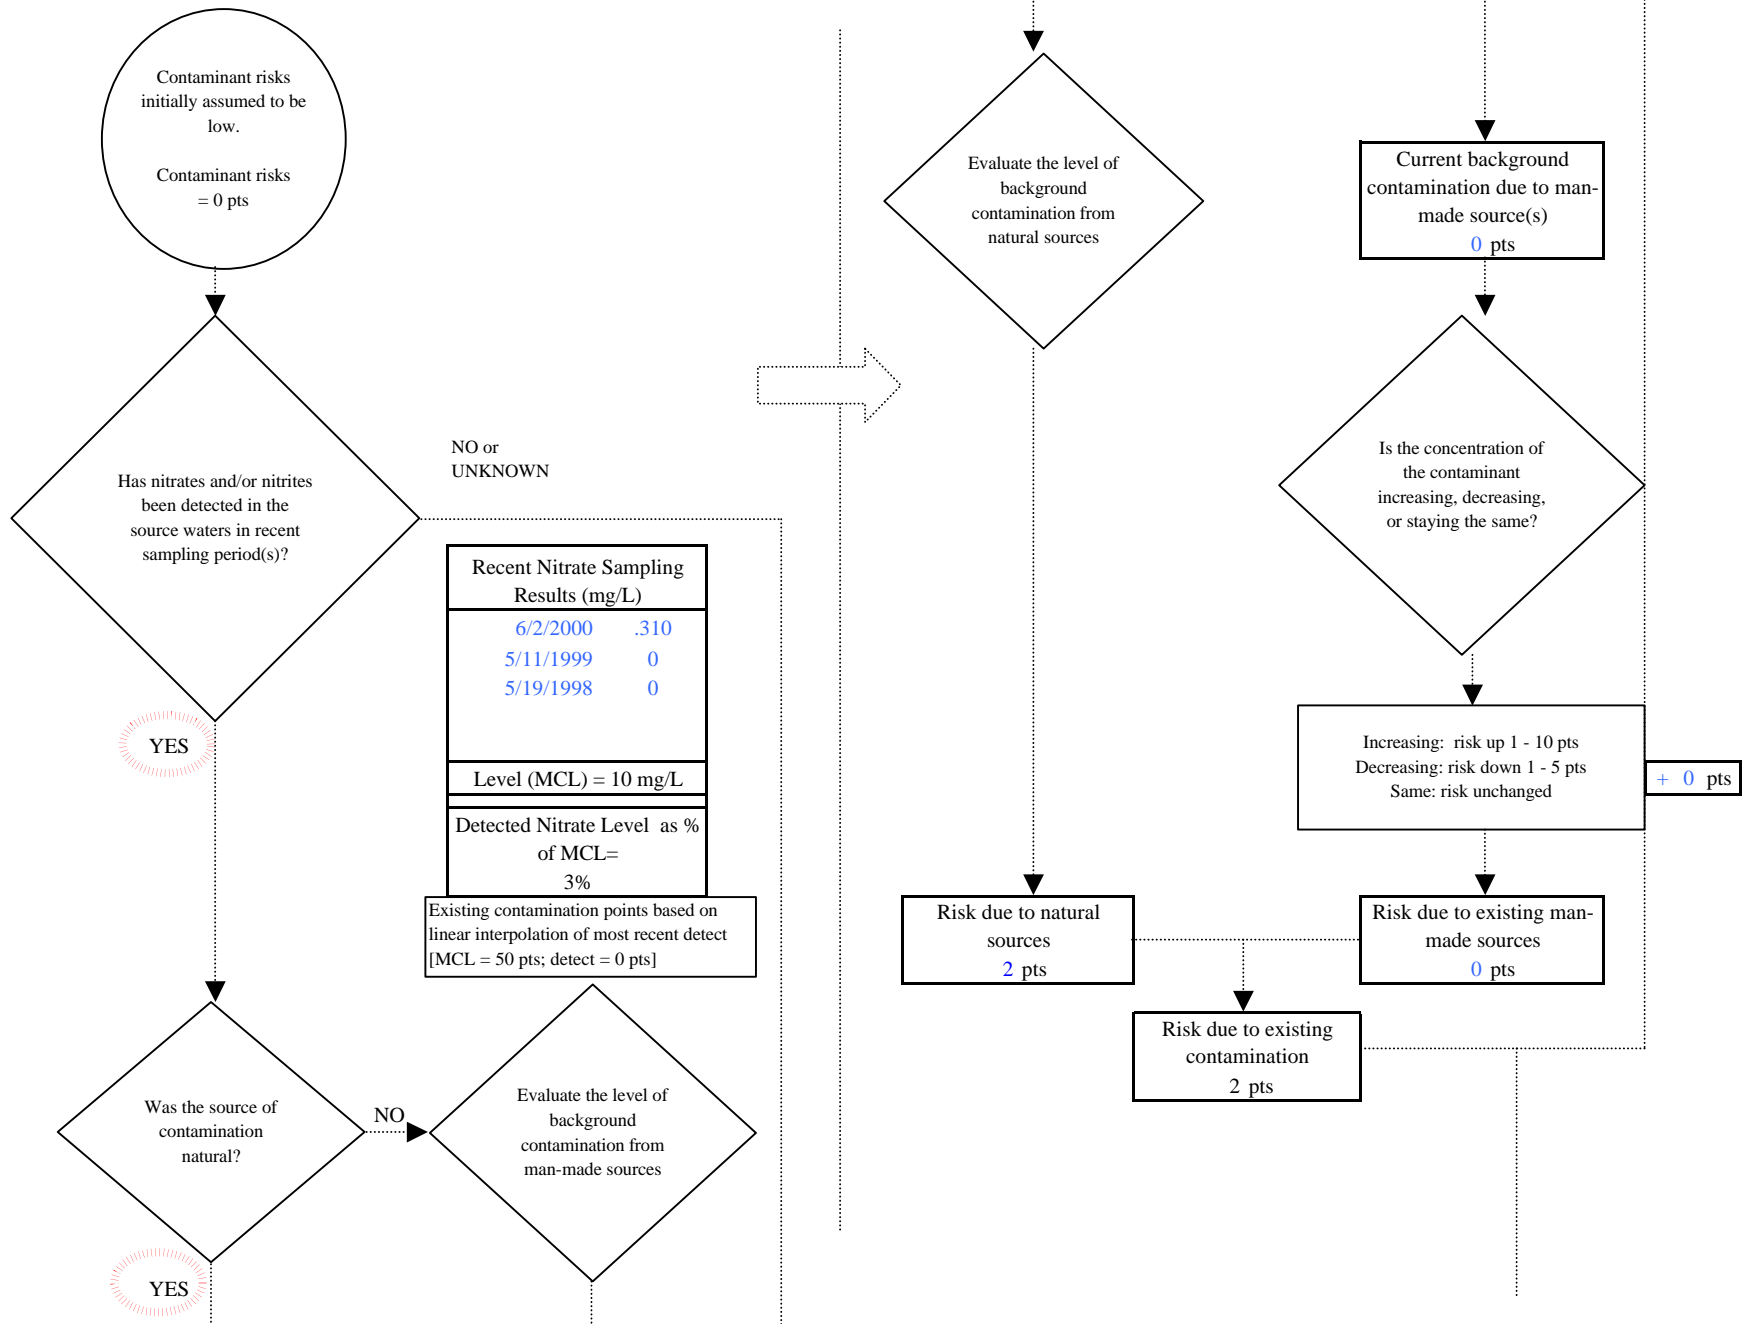 Contaminant risks
initially assumed to be
low.
Contaminant risks
= 0 pts
Has nitrates and/or nitrites
been detected in the
source waters in recent
sampling period(s)?
NO or
UNKNOWN
YES
Recent Nitrate Sampling
Results (mg/L)
6/2/2000 .310
5/11/1999 0
5/19/1998 0
Level (MCL) = 10 mg/L
Detected Nitrate Level as %
of MCL=
3%
Existing contamination points based on
linear interpolation of most recent detect
[MCL = 50 pts; detect = 0 pts]
Was the source of
contamination
natural?
NO
YES
Evaluate the level of
background
contamination from
man-made sources
Evaluate the level of
background
contamination from
natural sources
Current background
contamination due to man-
made source(s)
0 pts
Is the concentration of
the contaminant
increasing, decreasing,
or staying the same?
Increasing: risk up 1 - 10 pts
Decreasing: risk down 1 - 5 pts
Same: risk unchanged
+ 0 pts
Risk due to natural
sources
2 pts
Risk due to existing man-
made sources
0 pts
Risk due to existing
contamination
2 pts